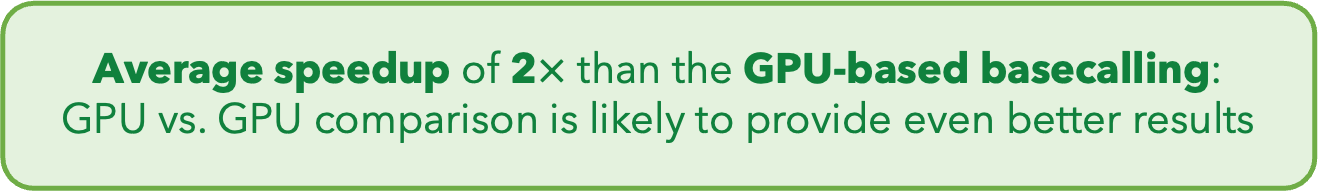 Average speedup of 2× than the GPU-based basecalling:
GPU vs. GPU comparison is likely to provide even better results